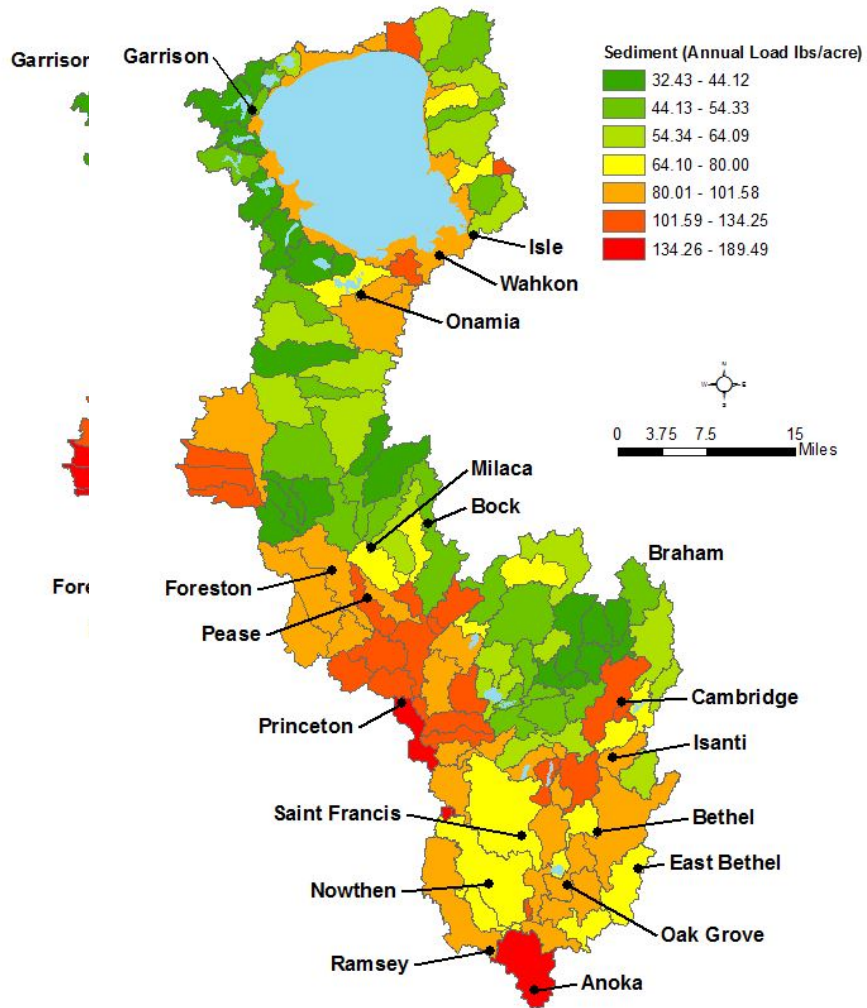 Garrison
Garrison
Sediment (Annual Load lbs/acre)
32.43 - 44.12
44.13 - 54.33
54.34 - 64.09
64.10 - 80.00
80.01 - 101.58
101.59 - 134.25
134.26 - 189.49
Isle
Wahkon
Onamia
N
W
E
S
0 3.75 7.5 15
Miles
Milaca
Bock
Braham
Fore
Foreston
Pease
Cambridge
Princeton
Isanti
Saint Francis
Bethel
East Bethel
Nowthen
Oak Grove
Ramsey
Anoka